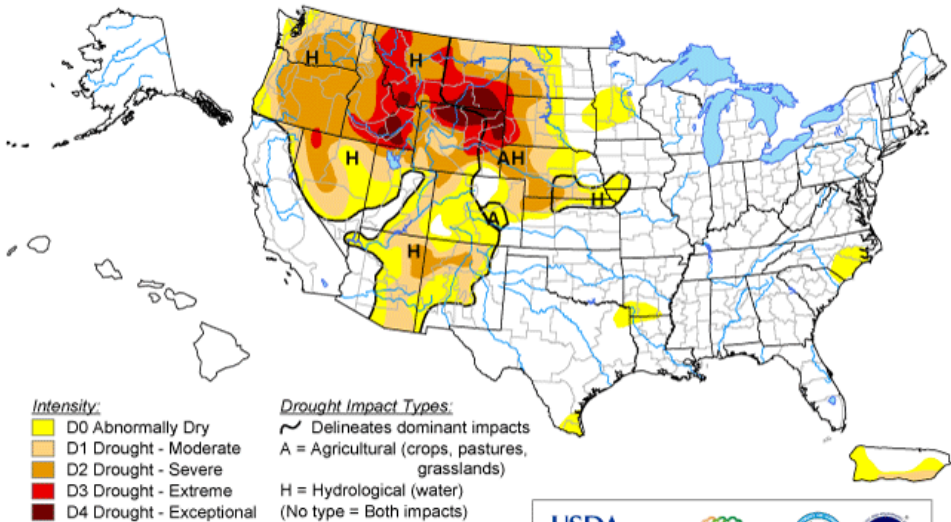 H
H
H
AH
H
A
H
Intensity:
D0 Abnormally Dry
D1 Drought - Moderate
D2 Drought - Severe
D3 Drought - Extreme
D4 Drought - Exceptional
Drought Impact Types:
Delineates dominant impacts
A = Agricultural (crops, pastures,
grasslands)
H = Hydrological (water)
(No type = Both impacts)
USDA